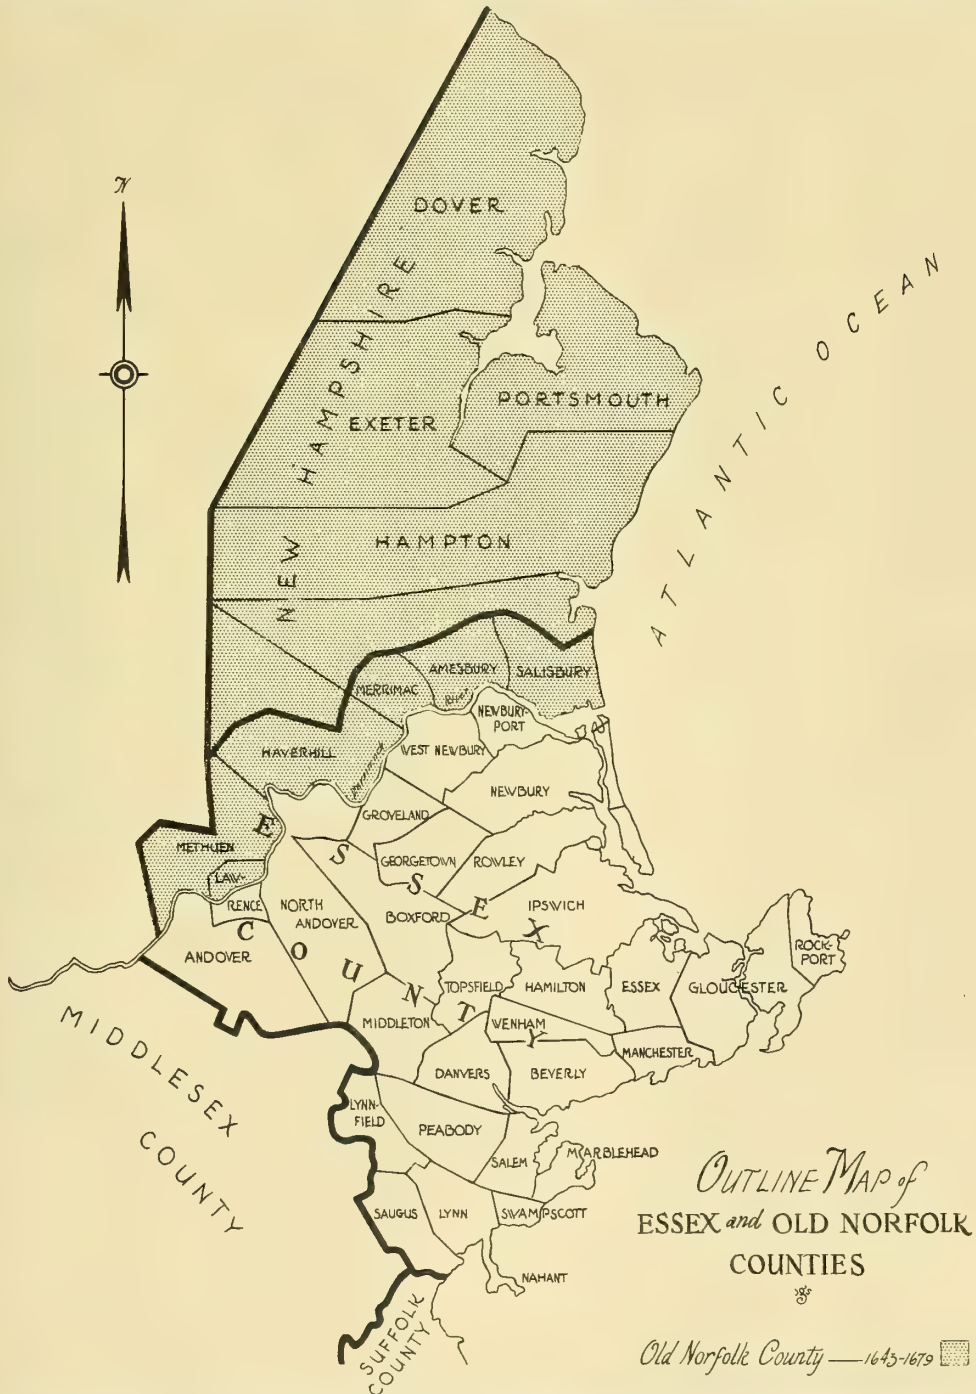 N
DOVER
NEW HAMPSHIRE
EXETER
PORTSMOUTH
HAMPTON
ATLANTIC OCEAN
MERRIMAC
AMESBURY
SALISBURY
River
NEWBURY-
PORT
HAVERHILL
WEST NEWBURY
Merrimack
NEWBURY
GROVELAND
METHUEN
GEORGETOWN
ROWLEY
LAW-
RENCE
NORTH
ANDOVER
BOXFORD
IPSWICH
ESSEX
COUNTY
ANDOVER
ROCK-
PORT
TOPSFIELD
HAMILTON
ESSEX
GLOUCESTER
MIDDLETON
WENHAM
MANCHESTER
DANVERS
BEVERLY
MIDDLESEX
COUNTY
LYNN-
FIELD
PEABODY
SALEM
MARBLEHEAD
SAUGUS
LYNN
SWAMPSCOTT
NAHANT
SUFFOLK
COUNTY
OUTLINE MAP of
ESSEX and OLD NORFOLK
COUNTIES
Old Norfolk County — 1643-1679